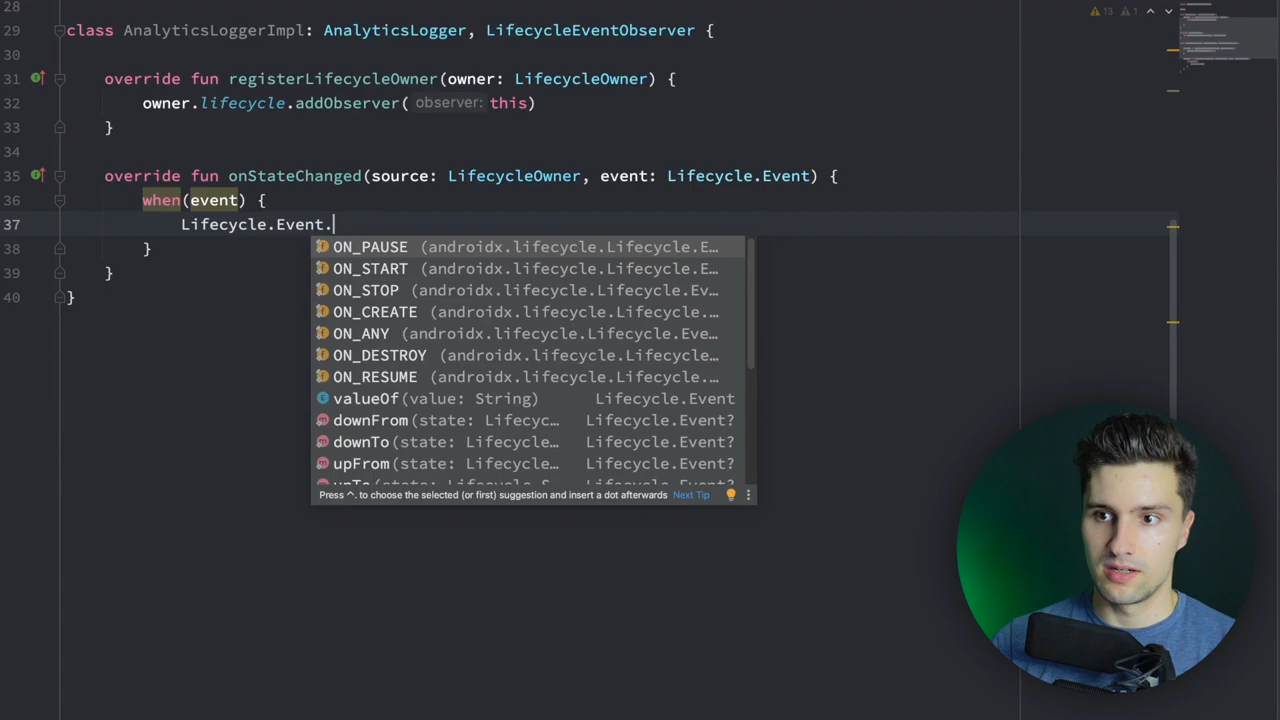 28
29 class AnalyticsLoggerImpl: AnalyticsLogger, LifecycleEventObserver {
13 1
30
31 override fun registerLifecycleOwner(owner: LifecycleOwner) {
32 owner.lifecycle.addObserver( observer: this)
33 }
34
35 override fun onStateChanged(source: LifecycleOwner, event: Lifecycle.Event) {
36 when(event) {
37 Lifecycle.Event.
38 }
39 }
40 }
ON_PAUSE (androidx.lifecycle.Lifecycle.E…
ON_START (androidx.lifecycle.Lifecycle.E…
ON_STOP (androidx.lifecycle.Lifecycle.Ev…
ON_CREATE (androidx.lifecycle.Lifecycle.…
ON_ANY (androidx.lifecycle.Lifecycle.Eve…
ON_DESTROY (androidx.lifecycle.Lifecycle…
ON_RESUME (androidx.lifecycle.Lifecycle.…
valueOf(value: String) Lifecycle.Event
downFrom(state: Lifecyc… Lifecycle.Event?
downTo(state: Lifecycle… Lifecycle.Event?
upFrom(state: Lifecycle… Lifecycle.Event?
Press ^. to choose the selected (or first) suggestion and insert a dot afterwards Next Tip